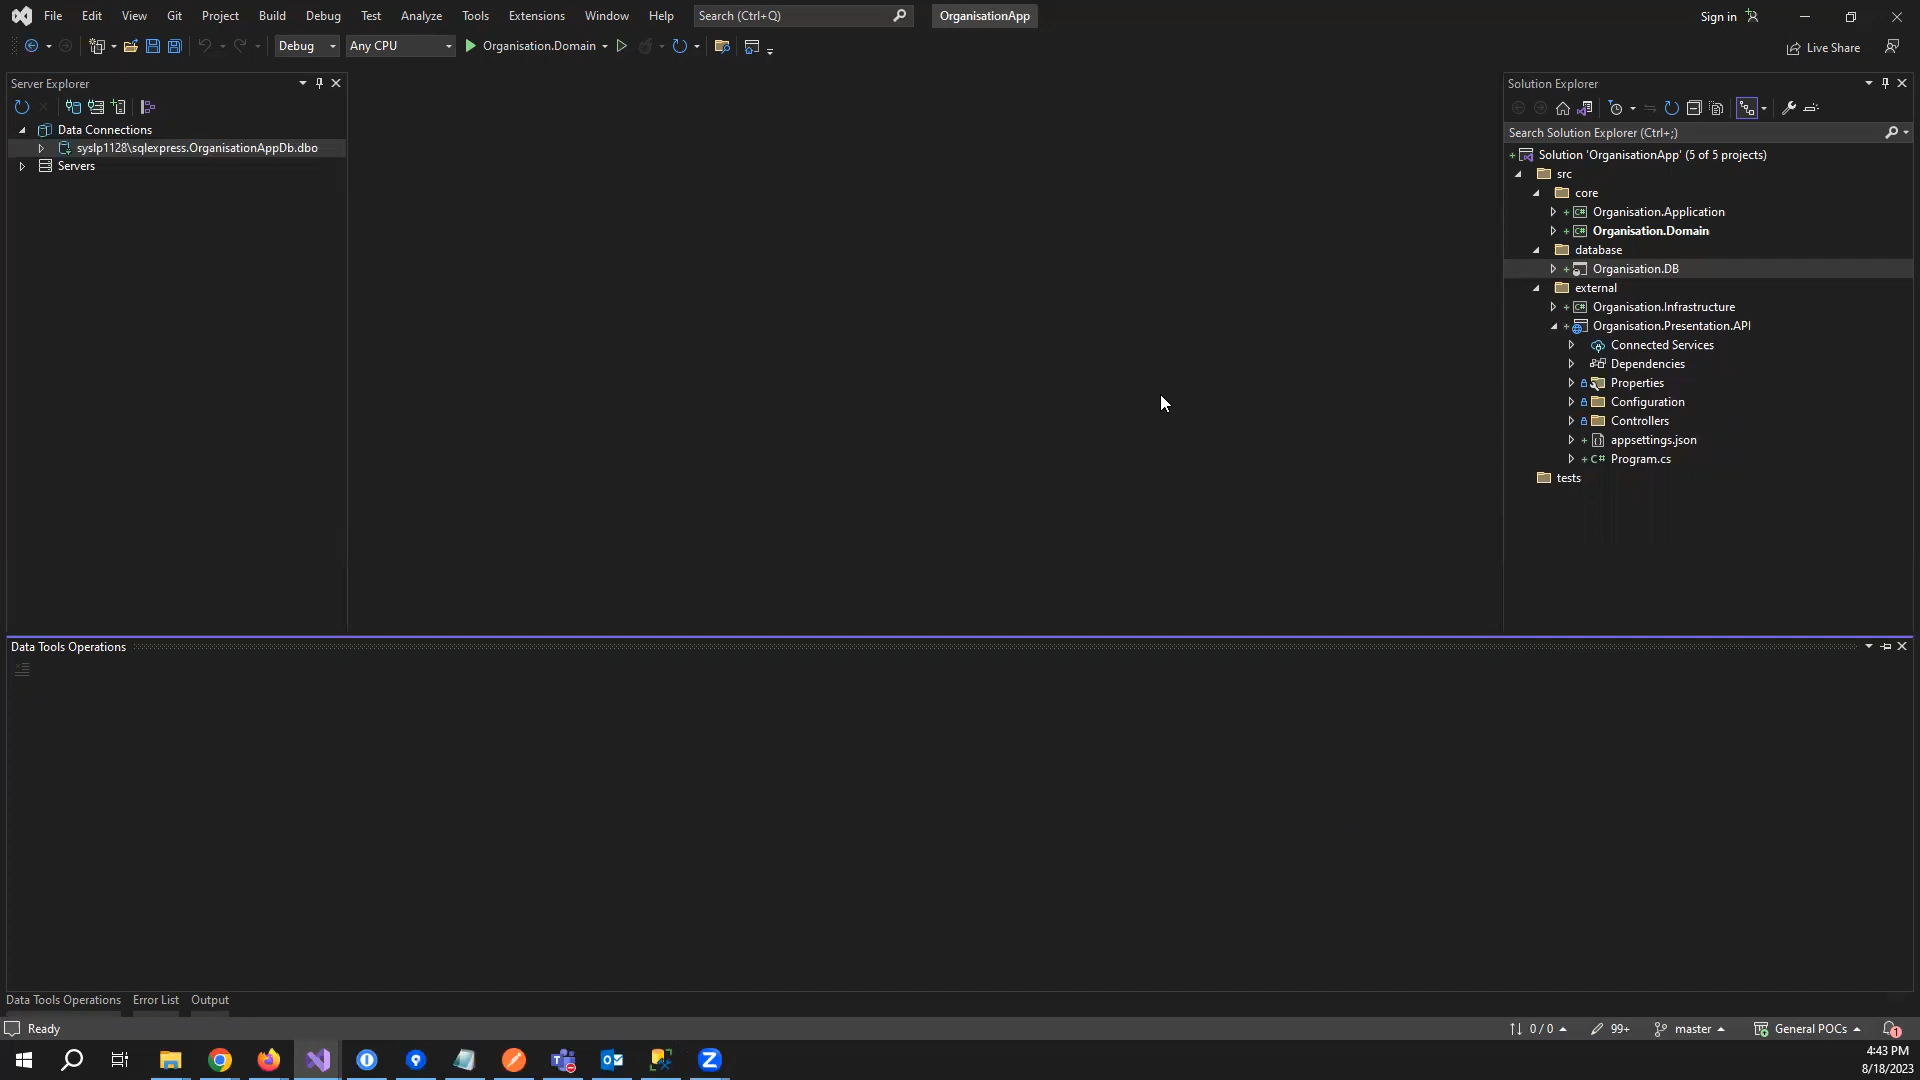 File Edit View Git Project Build Debug Test Analyze Tools Extensions Window Help Search (Ctrl+Q) OrganisationApp Sign in
Debug Any CPU Organisation.Domain Live Share
Server Explorer
Data Connections
syslp1128\sqlexpress.OrganisationAppDb.dbo
Servers
Solution Explorer
Search Solution Explorer (Ctrl+;)
Solution 'OrganisationApp' (5 of 5 projects)
src
core
C# Organisation.Application
C# Organisation.Domain
database
Organisation.DB
external
C# Organisation.Infrastructure
Organisation.Presentation.API
Connected Services
Dependencies
Properties
Configuration
Controllers
appsettings.json
C# Program.cs
tests
Data Tools Operations
Data Tools Operations Error List Output
Ready 0 / 0 99+ master General POCs 1
4:43 PM
8/18/2023